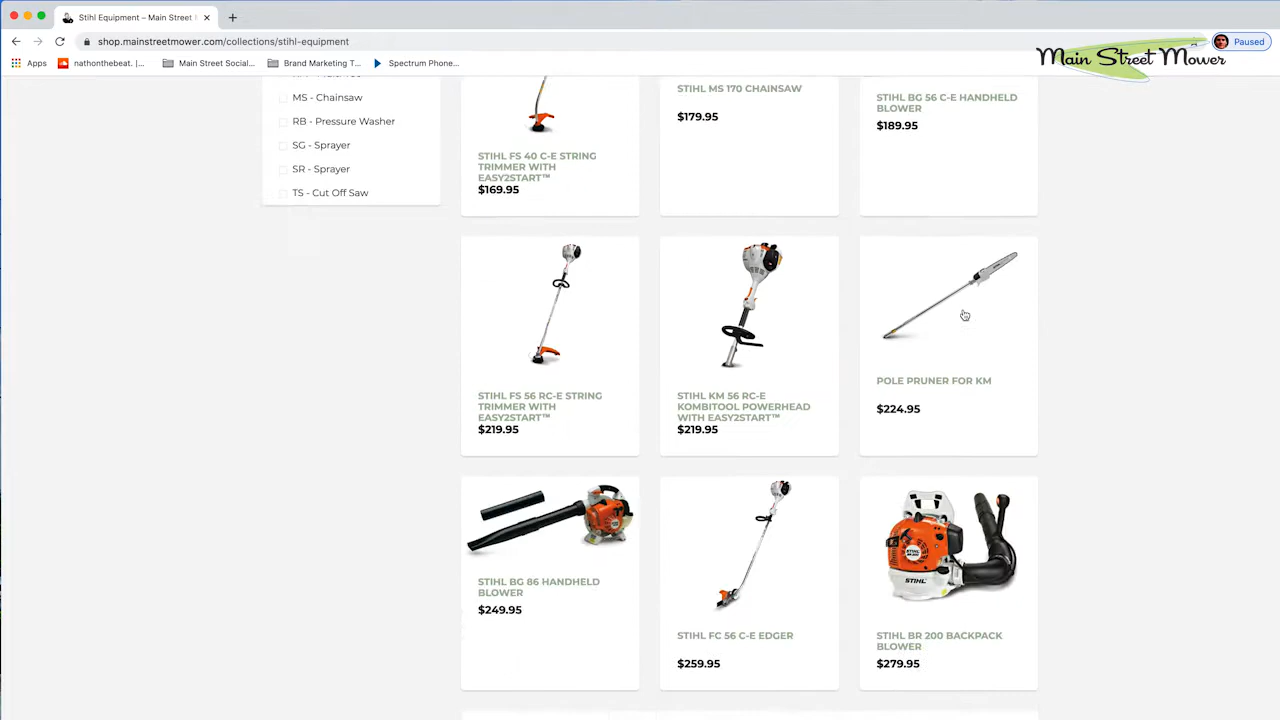 Stihl Equipment – Main Street
shop.mainstreetmower.com/collections/stihl-equipment
Paused
Apps
nathonthebeat. |...
Main Street Social...
Brand Marketing T...
Spectrum Phone...
Main Street Mower
MS - Chainsaw
RB - Pressure Washer
SG - Sprayer
SR - Sprayer
TS - Cut Off Saw
STIHL FS 40 C-E STRING
TRIMMER WITH
EASY2START™
$169.95
STIHL MS 170 CHAINSAW
$179.95
STIHL BG 56 C-E HANDHELD
BLOWER
$189.95
STIHL FS 56 RC-E STRING
TRIMMER WITH
EASY2START™
$219.95
STIHL KM 56 RC-E
KOMBITOOL POWERHEAD
WITH EASY2START™
$219.95
POLE PRUNER FOR KM
$224.95
STIHL BG 86 HANDHELD
BLOWER
$249.95
STIHL FC 56 C-E EDGER
$259.95
STIHL
STIHL BR 200 BACKPACK
BLOWER
$279.95